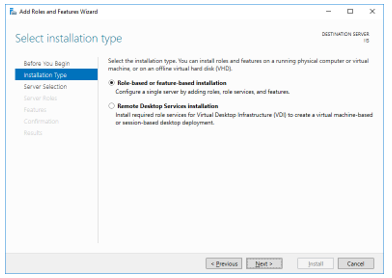 Add Roles and Features Wizard
Select installation type
DESTINATION SERVER
Before You Begin
Installation Type
Server Selection
Server Roles
Features
Confirmation
Results
Select the installation type. You can install roles and features on a running physical computer or virtual
machine, or on an offline virtual hard disk (VHD).
Role-based or feature-based installation
Configure a single server by adding roles, role services, and features.
Remote Desktop Services installation
Install required role services for Virtual Desktop Infrastructure (VDI) to create a virtual machine-based
or session-based desktop deployment.
< Previous
Next >
Install
Cancel